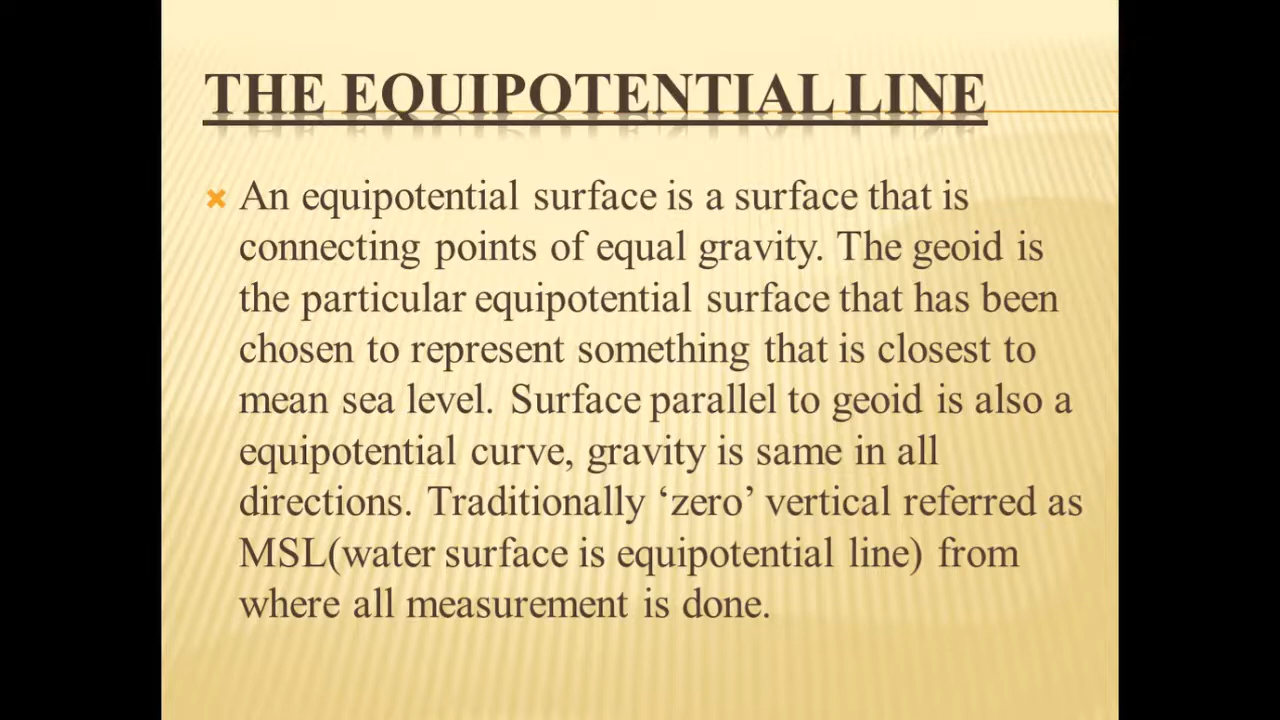 THE EQUIPOTENTIAL LINE
An equipotential surface is a surface that is
connecting points of equal gravity. The geoid is
the particular equipotential surface that has been
chosen to represent something that is closest to
mean sea level. Surface parallel to geoid is also a
equipotential curve, gravity is same in all
directions. Traditionally ‘zero’ vertical referred as
MSL(water surface is equipotential line) from
where all measurement is done.